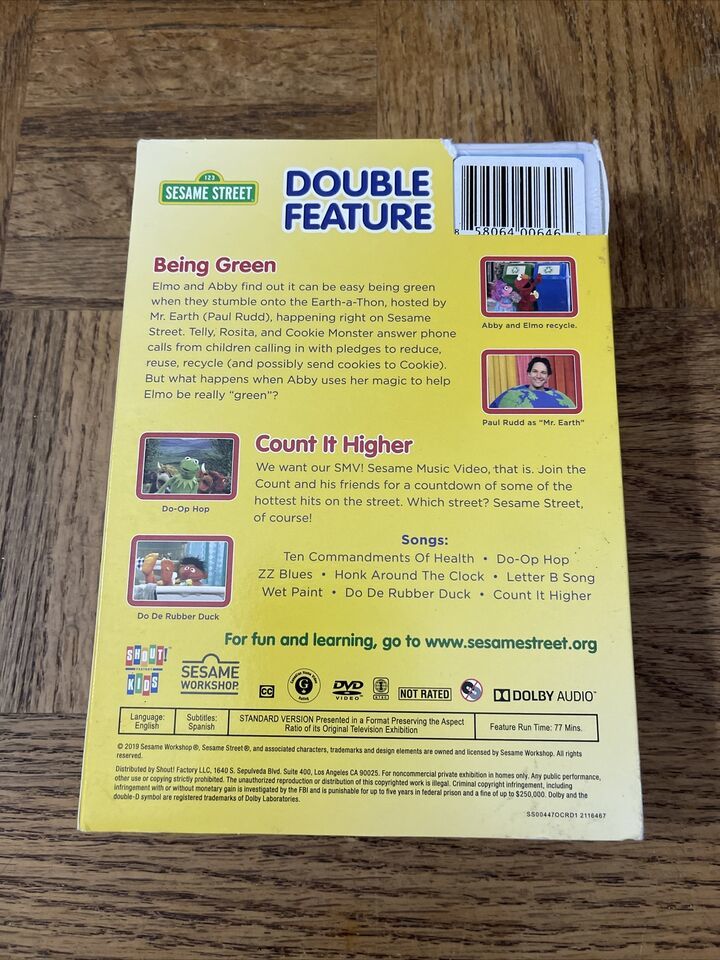 123
SESAME STREET
DOUBLE
FEATURE
8 58064 00646 5
Being Green
Elmo and Abby find out it can be easy being green
when they stumble onto the Earth-a-Thon, hosted by
Mr. Earth (Paul Rudd), happening right on Sesame
Street. Telly, Rosita, and Cookie Monster answer phone
calls from children calling in with pledges to reduce,
reuse, recycle (and possibly send cookies to Cookie).
But what happens when Abby uses her magic to help
Elmo be really “green”?
Abby and Elmo recycle.
Paul Rudd as “Mr. Earth”
Do-Op Hop
Do De Rubber Duck
Count It Higher
We want our SMV! Sesame Music Video, that is. Join the
Count and his friends for a countdown of some of the
hottest hits on the street. Which street? Sesame Street,
of course!
Songs:
Ten Commandments Of Health • Do-Op Hop
ZZ Blues • Honk Around The Clock • Letter B Song
Wet Paint • Do De Rubber Duck • Count It Higher
For fun and learning, go to www.sesamestreet.org
SHOUT!
FACTORY
KIDS
SESAME
WORKSHOP
CC
G
DVD
VIDEO
NOT RATED
DOLBY AUDIO™
Language:
English
Subtitles:
Spanish
STANDARD VERSION Presented in a Format Preserving the Aspect
Ratio of its Original Television Exhibition
Feature Run Time: 77 Mins.
© 2019 Sesame Workshop®, Sesame Street®, and associated characters, trademarks and design elements are owned and licensed by Sesame Workshop. All rights
reserved.
Distributed by Shout! Factory LLC, 1640 S. Sepulveda Blvd. Suite 400, Los Angeles CA 90025. For noncommercial private exhibition in homes only. Any public performance,
other use or copying strictly prohibited. The unauthorized reproduction or distribution of this copyrighted work is illegal. Criminal copyright infringement, including
infringement with or without monetary gain is investigated by the FBI and is punishable for up to five years in federal prison and a fine of up to $250,000. Dolby and the
double-D symbol are registered trademarks of Dolby Laboratories.
SS00447OCRD1 2116467